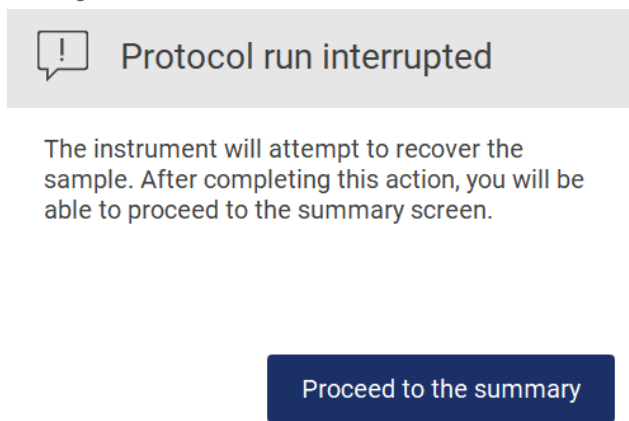 Protocol run interrupted
The instrument will attempt to recover the
sample. After completing this action, you will be
able to proceed to the summary screen.
Proceed to the summary